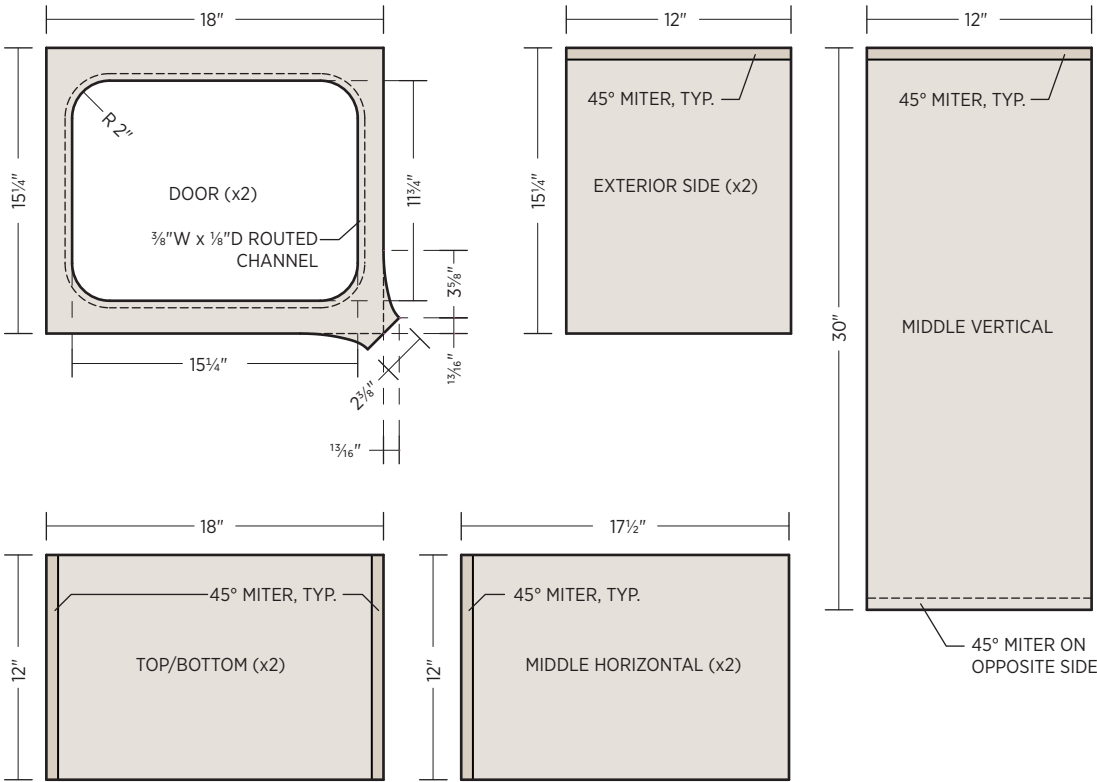 18"
12"
12"
45° MITER, TYP.
45° MITER, TYP.
R 2"
15¼"
DOOR (x2)
11¾"
15¼"
EXTERIOR SIDE (x2)
⅜"W x ⅛"D ROUTED
CHANNEL
3⅝"
30"
MIDDLE VERTICAL
15¼"
¹³⁄₁₆"
2⅜"
¹³⁄₁₆"
18"
17½"
45° MITER, TYP.
45° MITER, TYP.
45° MITER ON
OPPOSITE SIDE
12"
TOP/BOTTOM (x2)
12"
MIDDLE HORIZONTAL (x2)